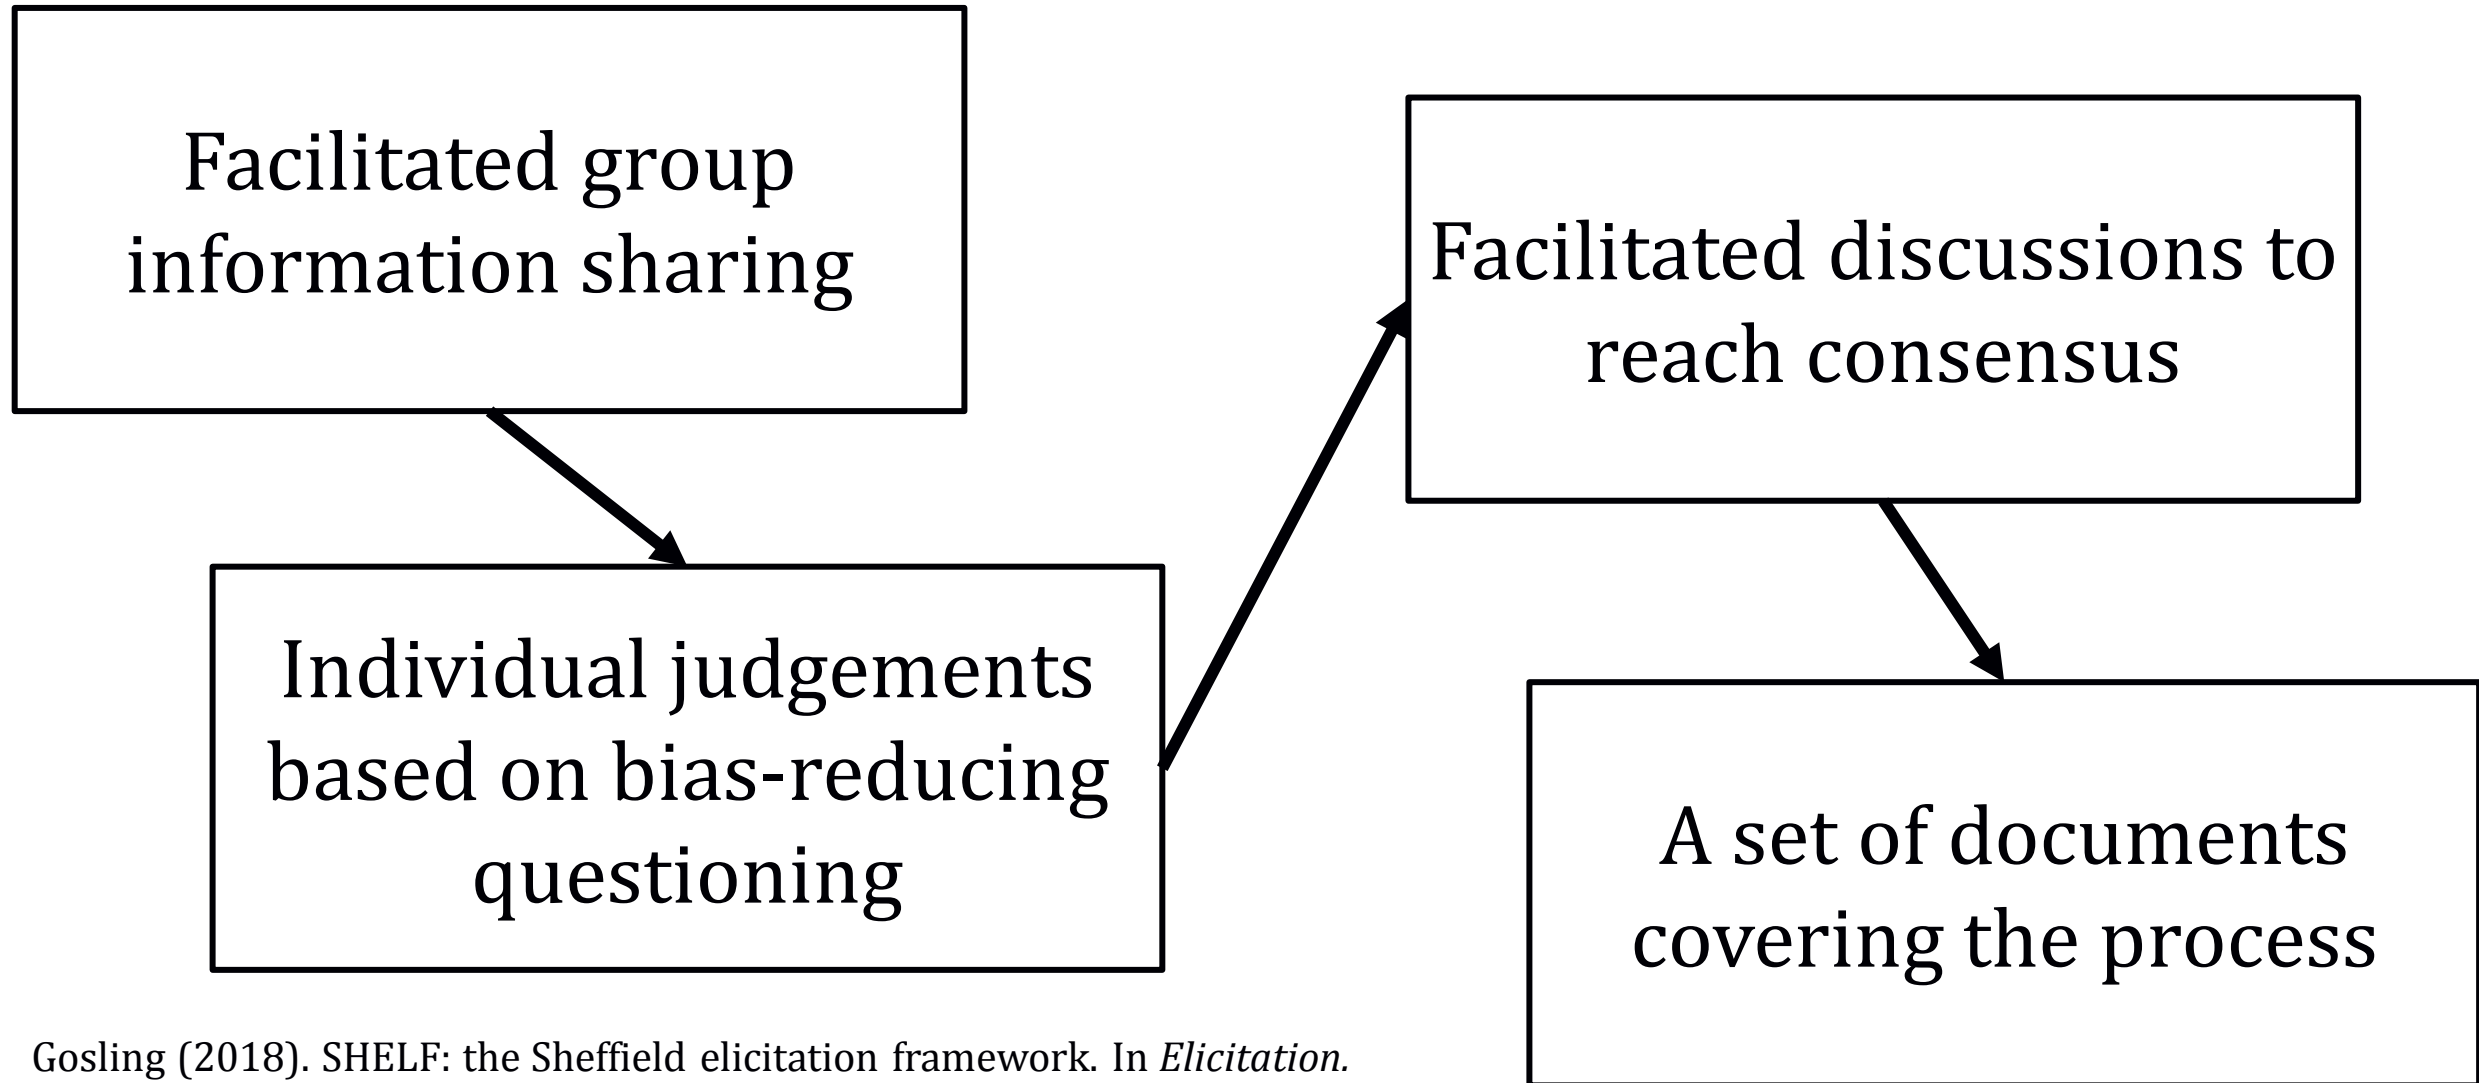 Facilitated group
information sharing
Individual judgements
based on bias-reducing
questioning
Facilitated discussions to
reach consensus
A set of documents
covering the process
Gosling (2018). SHELF: the Sheffield elicitation framework. In Elicitation.